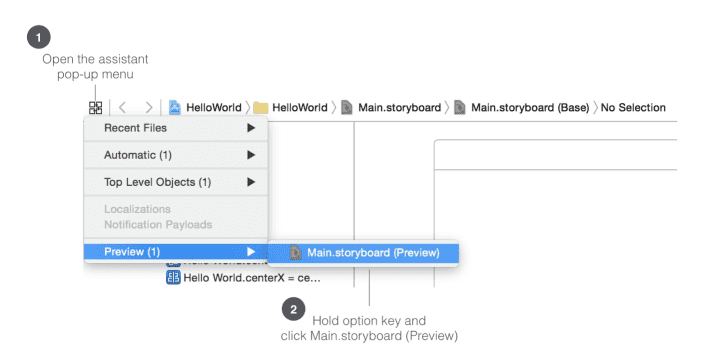 1
Open the assistant
pop-up menu
HelloWorld 〉 HelloWorld 〉 Main.storyboard 〉 Main.storyboard (Base) 〉 No Selection
Recent Files
Automatic (1)
Top Level Objects (1)
Localizations
Notification Payloads
Preview (1)
Main.storyboard (Preview)
Hello World.centerX = ce...
2
Hold option key and
click Main.storyboard (Preview)